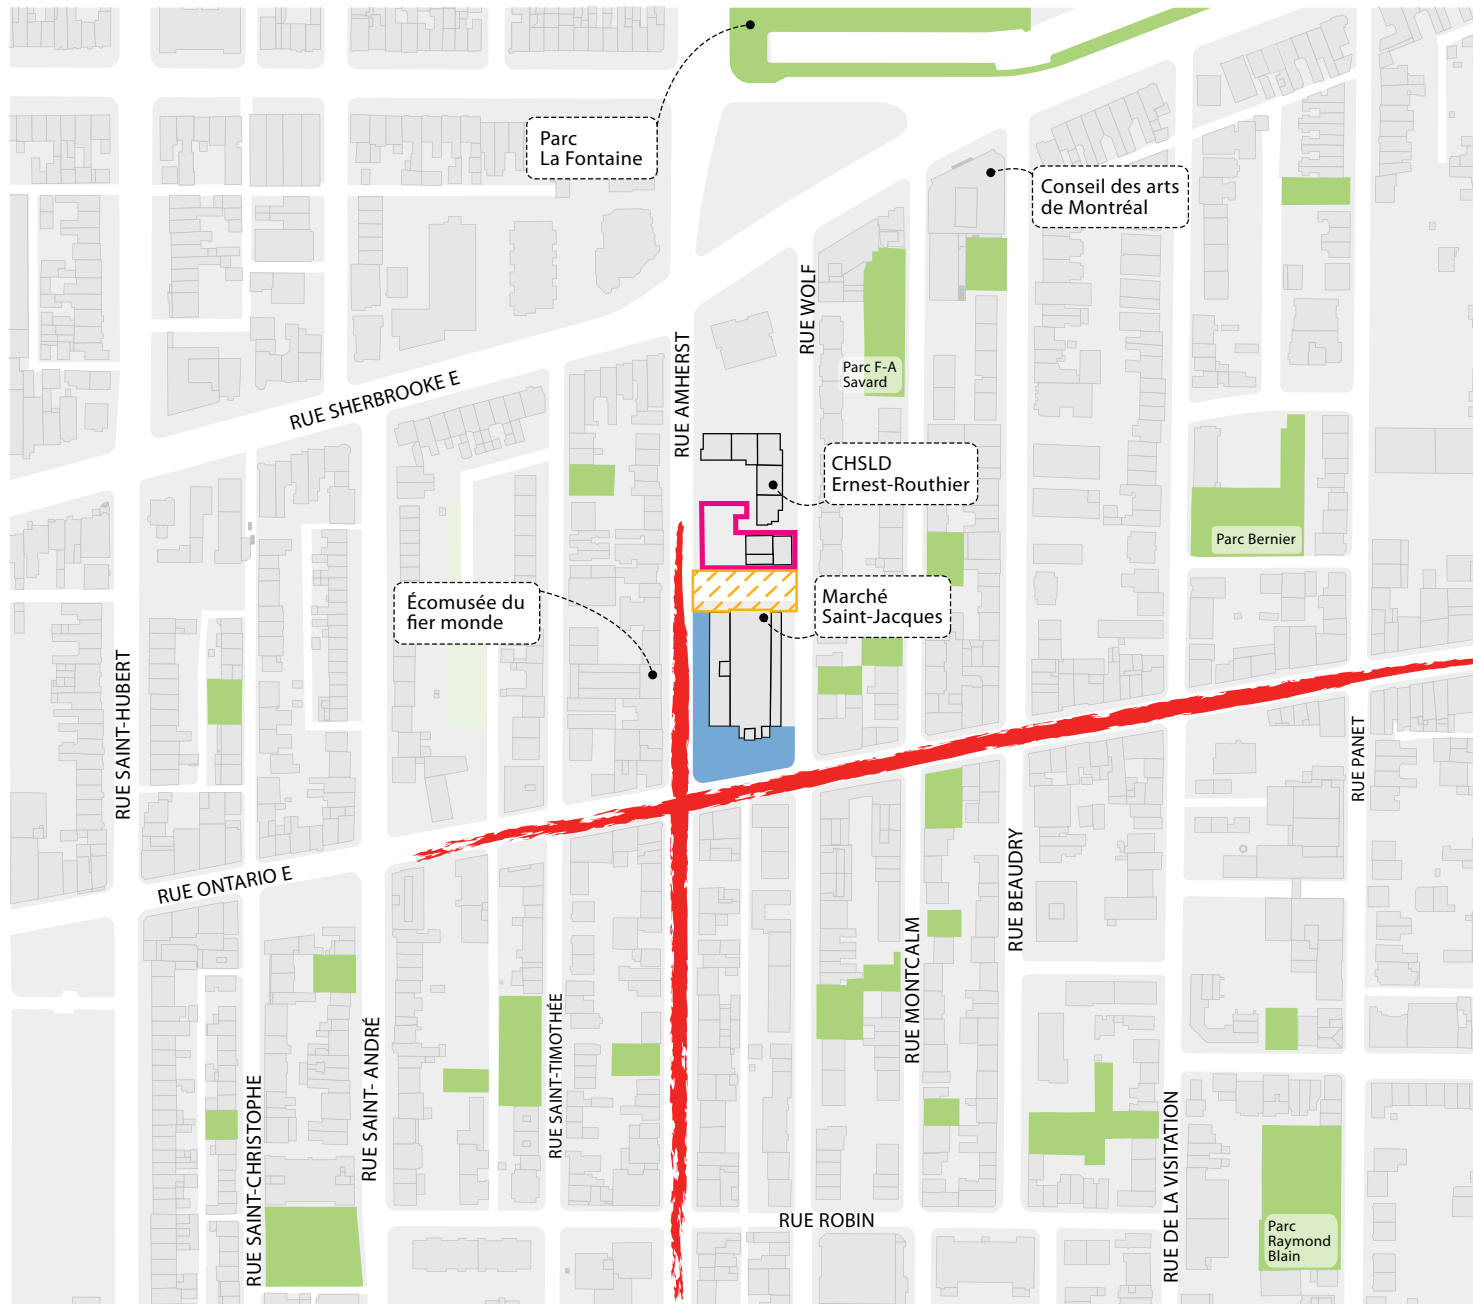 Parc
La Fontaine
Conseil des arts
de Montréal
RUE WOLF
RUE AMHERST
Parc F-A
Savard
RUE SHERBROOKE E
CHSLD
Ernest-Routhier
Parc Bernier
Écomusée du
fier monde
Marché
Saint-Jacques
RUE SAINT-HUBERT
RUE PANET
RUE ONTARIO E
RUE BEAUDRY
RUE MONTCALM
RUE SAINT-TIMOTHÉE
RUE SAINT- ANDRÉ
RUE SAINT-CHRISTOPHE
RUE DE LA VISITATION
RUE ROBIN
Parc
Raymond
Blain